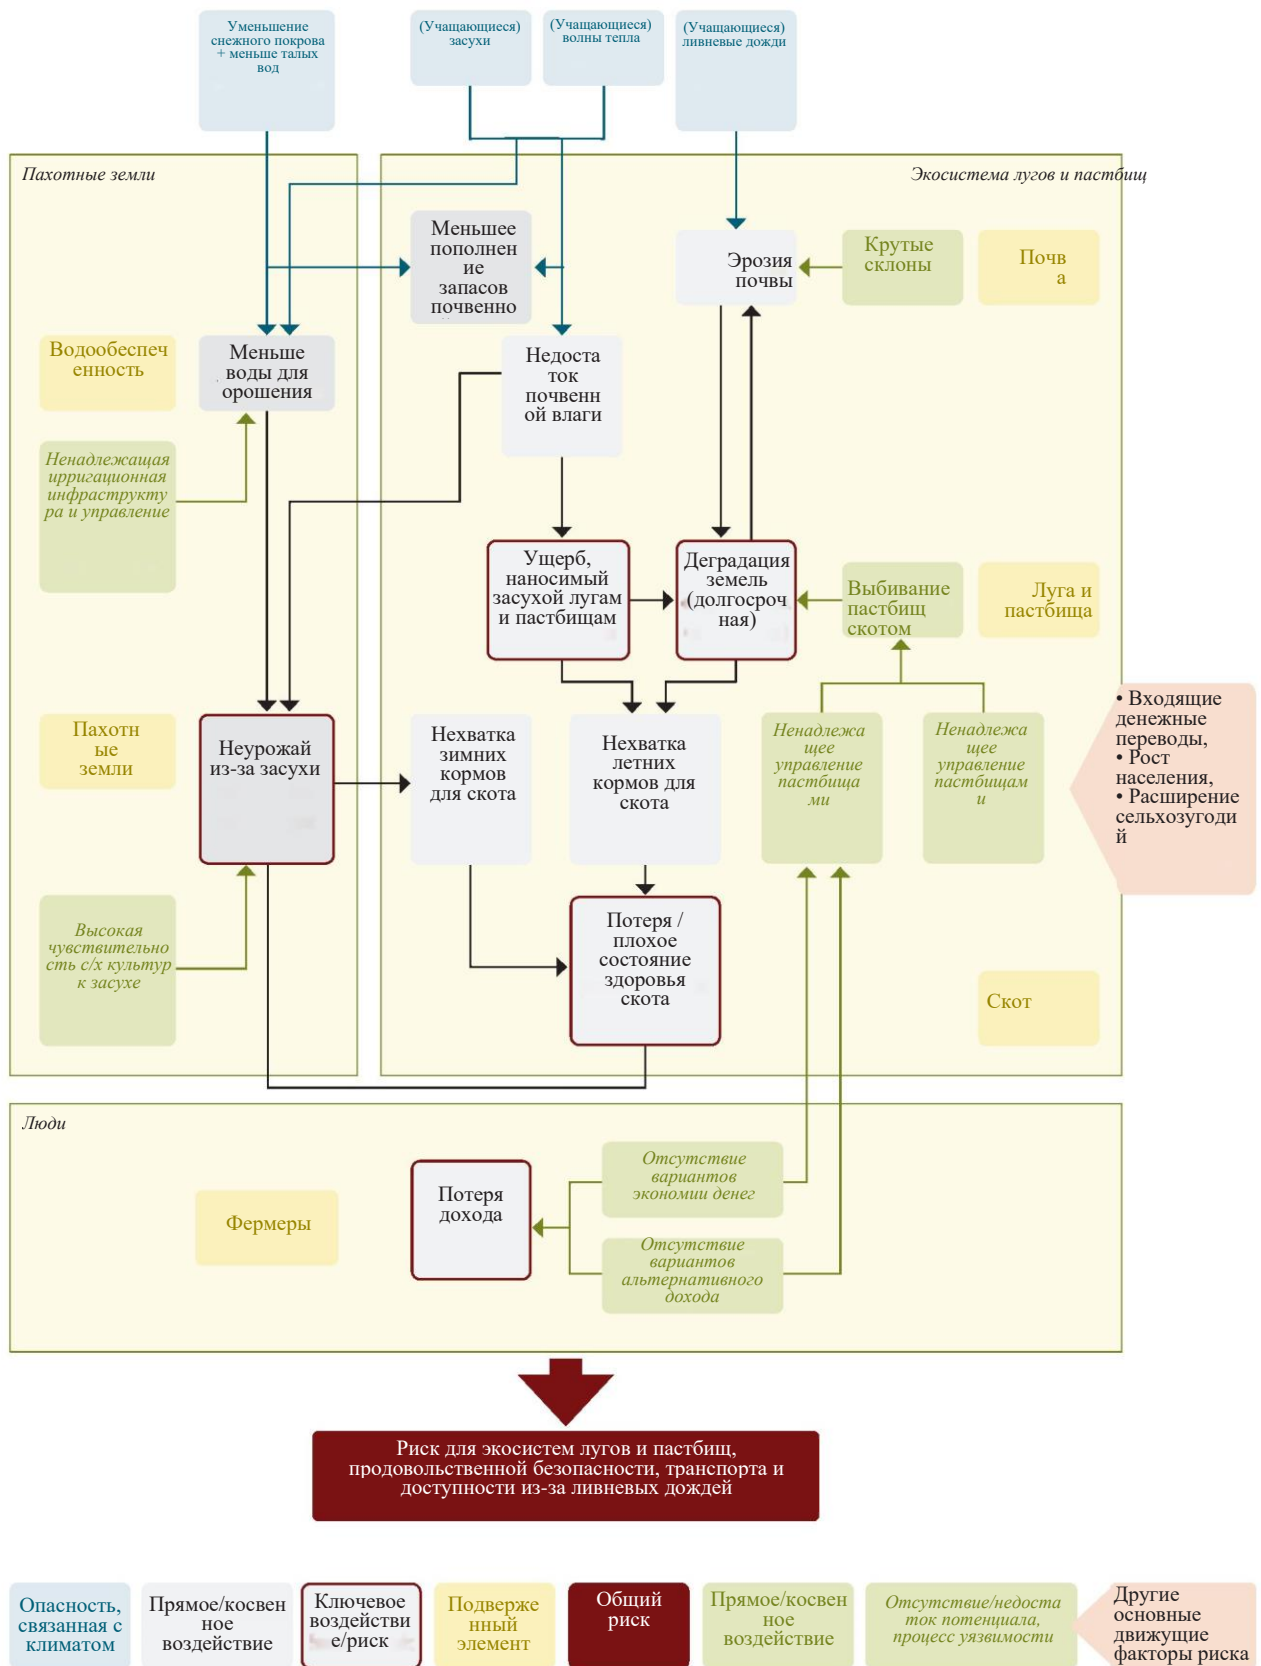 Уменьшение
снежного покрова
+ меньше талых
вод
(Учащающиеся)
засухи
(Учащающиеся)
волны тепла
(Учащающиеся)
ливневые дожди
Пахотные земли
Экосистема лугов и пастбищ
Меньшее
пополнен
ие
запасов
почвенно
Эрозия
почвы
Крутые
склоны
Почв
а
Водообеспеч
енность
Меньше
воды для
орошения
Недоста
ток
почвенн
ой влаги
Ненадлежащая
ирригационная
инфраструкту
ра и управление
Ущерб,
наносимый
засухой лугам
и пастбищам
Деградация
земель
(долгосроч
ная)
Выбивание
пастбищ
скотом
Луга и
пастбища
Пахотн
ые
земли
Неурожай
из-за засухи
Нехватка
зимних
кормов
для скота
Нехватка
летних
кормов для
скота
Ненадлежа
щее
управление
пастбища
ми
Ненадлежа
щее
управление
пастбищам
и
• Входящие
денежные
переводы,
• Рост
населения,
• Расширение
сельхозугоди
й
Высокая
чувствительно
сть с/х культур
к засухе
Потеря /
плохое
состояние
здоровья
скота
Скот
Люди
Фермеры
Потеря
дохода
Отсутствие
вариантов
экономии денег
Отсутствие
вариантов
альтернативного
дохода
Риск для экосистем лугов и пастбищ,
продовольственной безопасности, транспорта и
доступности из-за ливневых дождей
Опасность,
связанная с
климатом
Прямое/косвен
ное
воздействие
Ключевое
воздействи
е/риск
Подверже
нный
элемент
Общий
риск
Прямое/косвен
ное
воздействие
Отсутствие/недоста
ток потенциала,
процесс уязвимости
Другие
основные
движущие
факторы риска